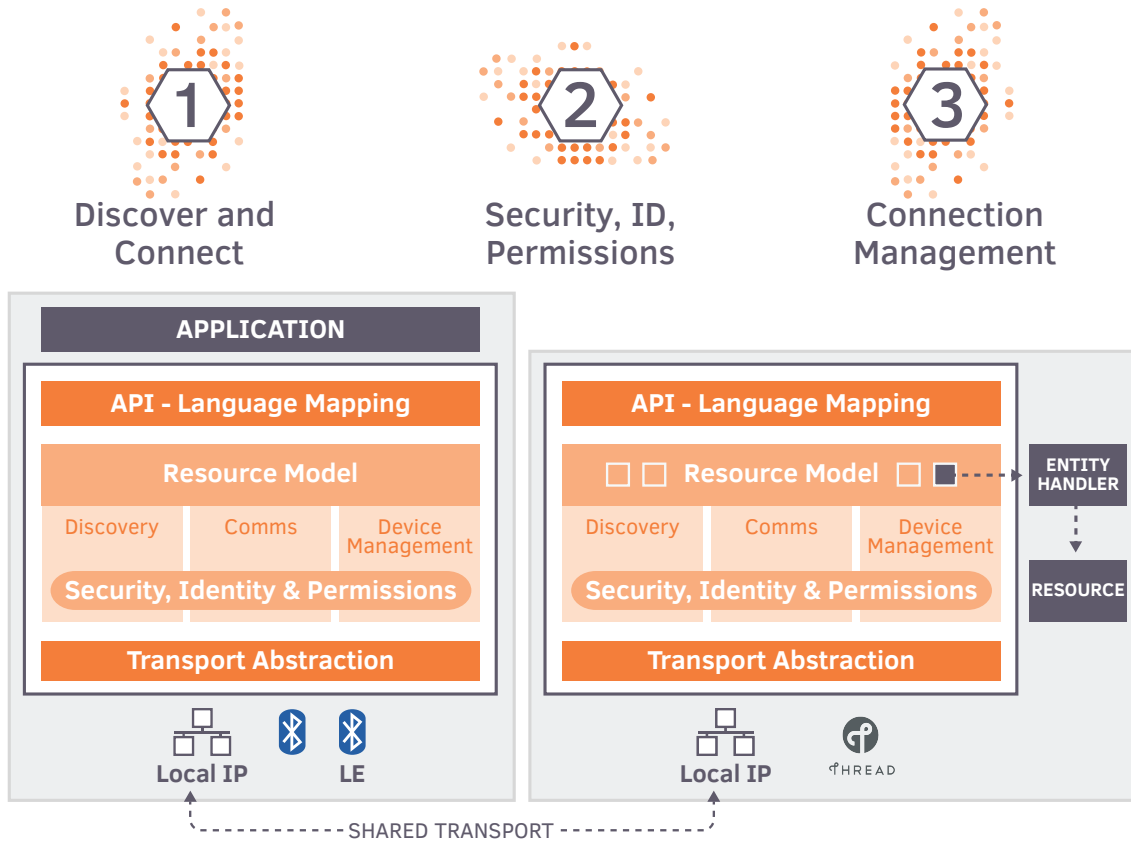 1
Discover and
Connect
2
Security, ID,
Permissions
3
Connection
Management
APPLICATION
API - Language Mapping
Resource Model
Discovery
Comms
Device
Management
Security, Identity & Permissions
Transport Abstraction
Local IP
LE
API - Language Mapping
Resource Model
Discovery
Comms
Device
Management
Security, Identity & Permissions
Transport Abstraction
ENTITY
HANDLER
RESOURCE
Local IP
THREAD
SHARED TRANSPORT